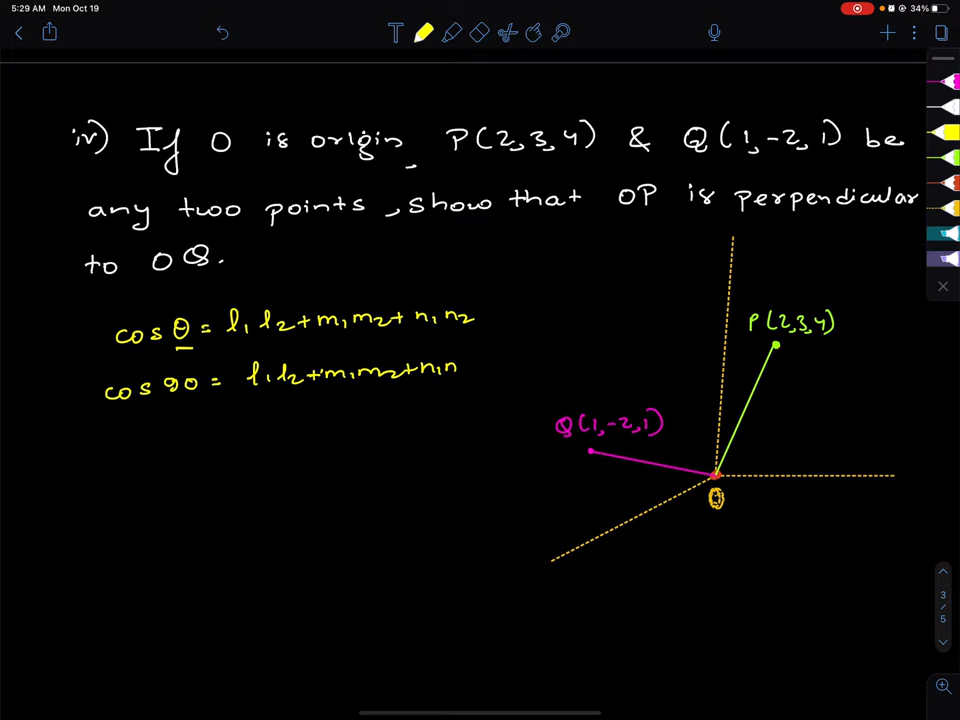 5:29 AM Mon Oct 19
34%
iv) If O is origin, P(2,3,4) & Q(1,-2,1) be
any two points, show that OP is perpendicular
to OQ.
cos θ = l₁l₂+m₁m₂+n₁n₂
cos 90 = l₁l₂+m₁m₂+n₁n
P(2,3,4)
Q(1,-2,1)
O
3
/
5